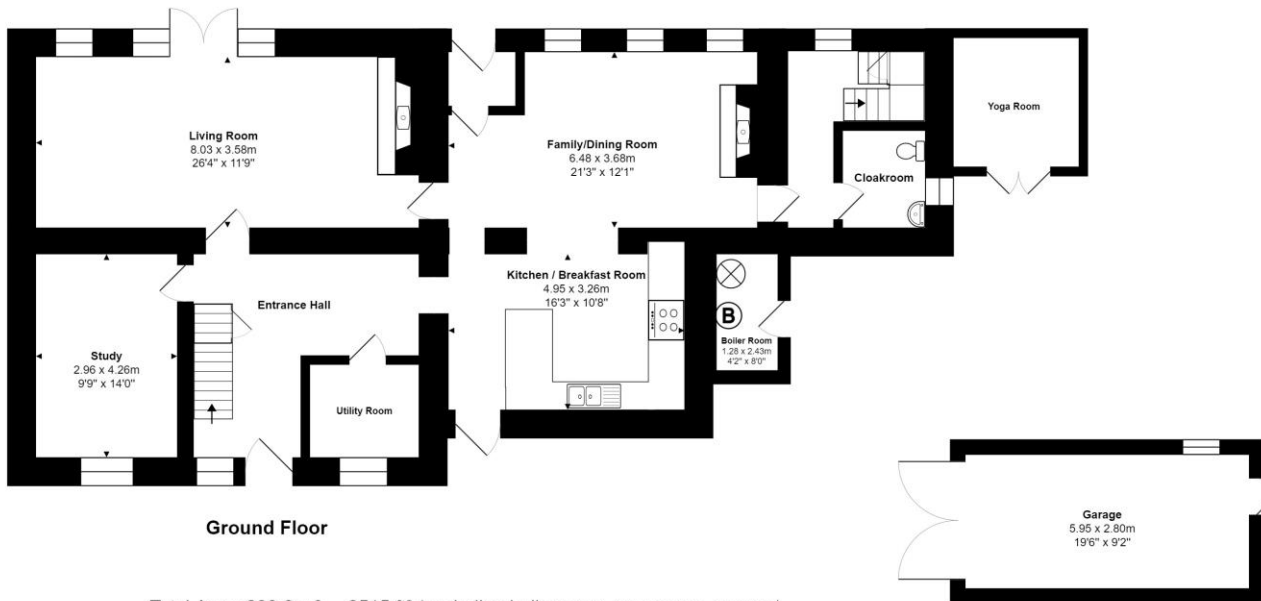 Living Room
8.03 x 3.58m
26'4" x 11'9"
Family/Dining Room
6.48 x 3.68m
21'3" x 12'1"
Yoga Room
Cloakroom
Kitchen / Breakfast Room
4.95 x 3.26m
16'3" x 10'8"
Entrance Hall
Study
2.96 x 4.26m
9'9" x 14'0"
Utility Room
B
Boiler Room
1.28 x 2.43m
4'2" x 8'0"
Garage
5.95 x 2.80m
19'6" x 9'2"
Ground Floor